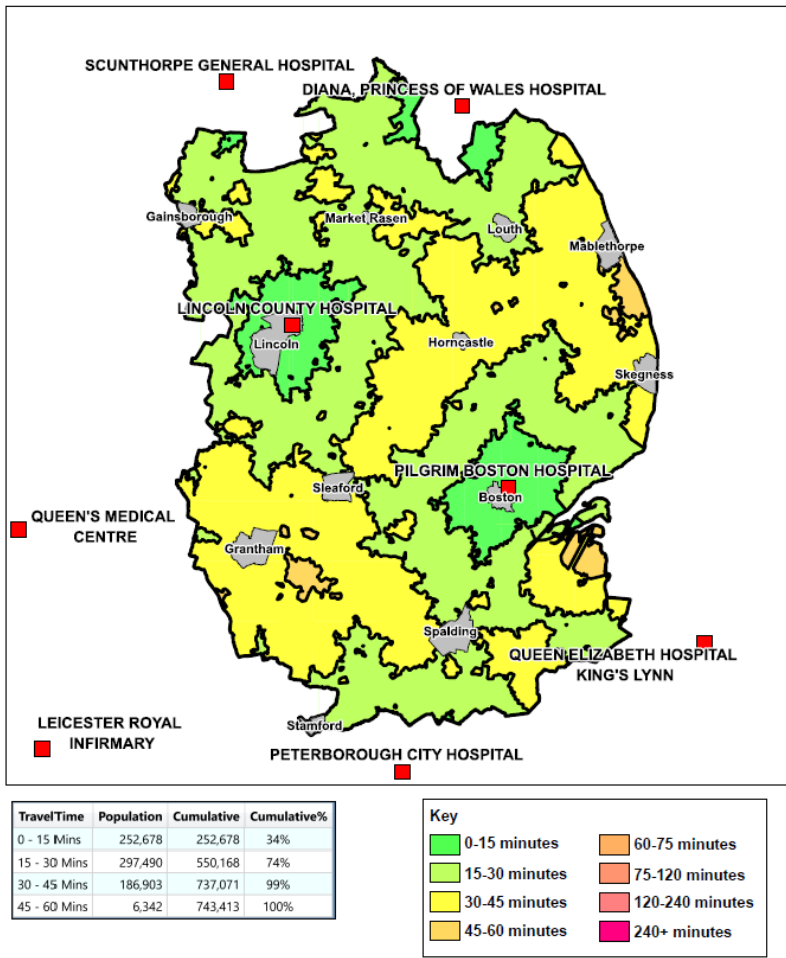 SCUNTHORPE GENERAL HOSPITAL
DIANA, PRINCESS OF WALES HOSPITAL
Gainsborough
Market Rasen
Louth
Mablethorpe
LINCOLN COUNTY HOSPITAL
Lincoln
Horncastle
Skegness
PILGRIM BOSTON HOSPITAL
Sleaford
Boston
QUEEN'S MEDICAL
CENTRE
Grantham
Spalding
QUEEN ELIZABETH HOSPITAL
KING'S LYNN
LEICESTER ROYAL
INFIRMARY
Stamford
PETERBOROUGH CITY HOSPITAL
TravelTime Population Cumulative Cumulative%
0 - 15 Mins 252,678 252,678 34%
15 - 30 Mins 297,490 550,168 74%
30 - 45 Mins 186,903 737,071 99%
45 - 60 Mins 6,342 743,413 100%
Key
0-15 minutes
15-30 minutes
30-45 minutes
45-60 minutes
60-75 minutes
75-120 minutes
120-240 minutes
240+ minutes